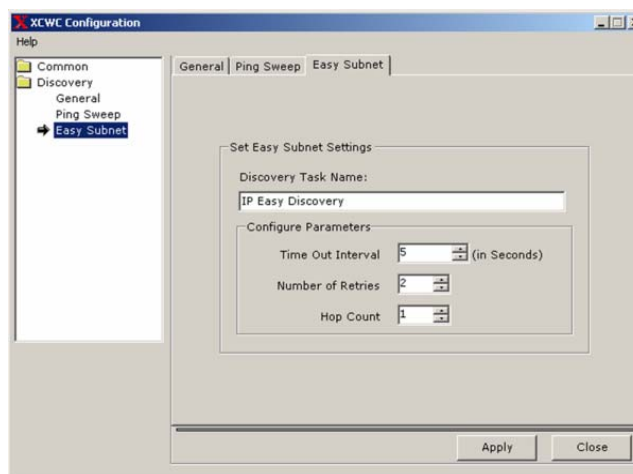 XCWC Configuration
Help
Common
Discovery
General
Ping Sweep
Easy Subnet
General
Ping Sweep
Easy Subnet
Set Easy Subnet Settings
Discovery Task Name:
IP Easy Discovery
Configure Parameters
Time Out Interval 5 (in Seconds)
Number of Retries 2
Hop Count 1
Apply
Close